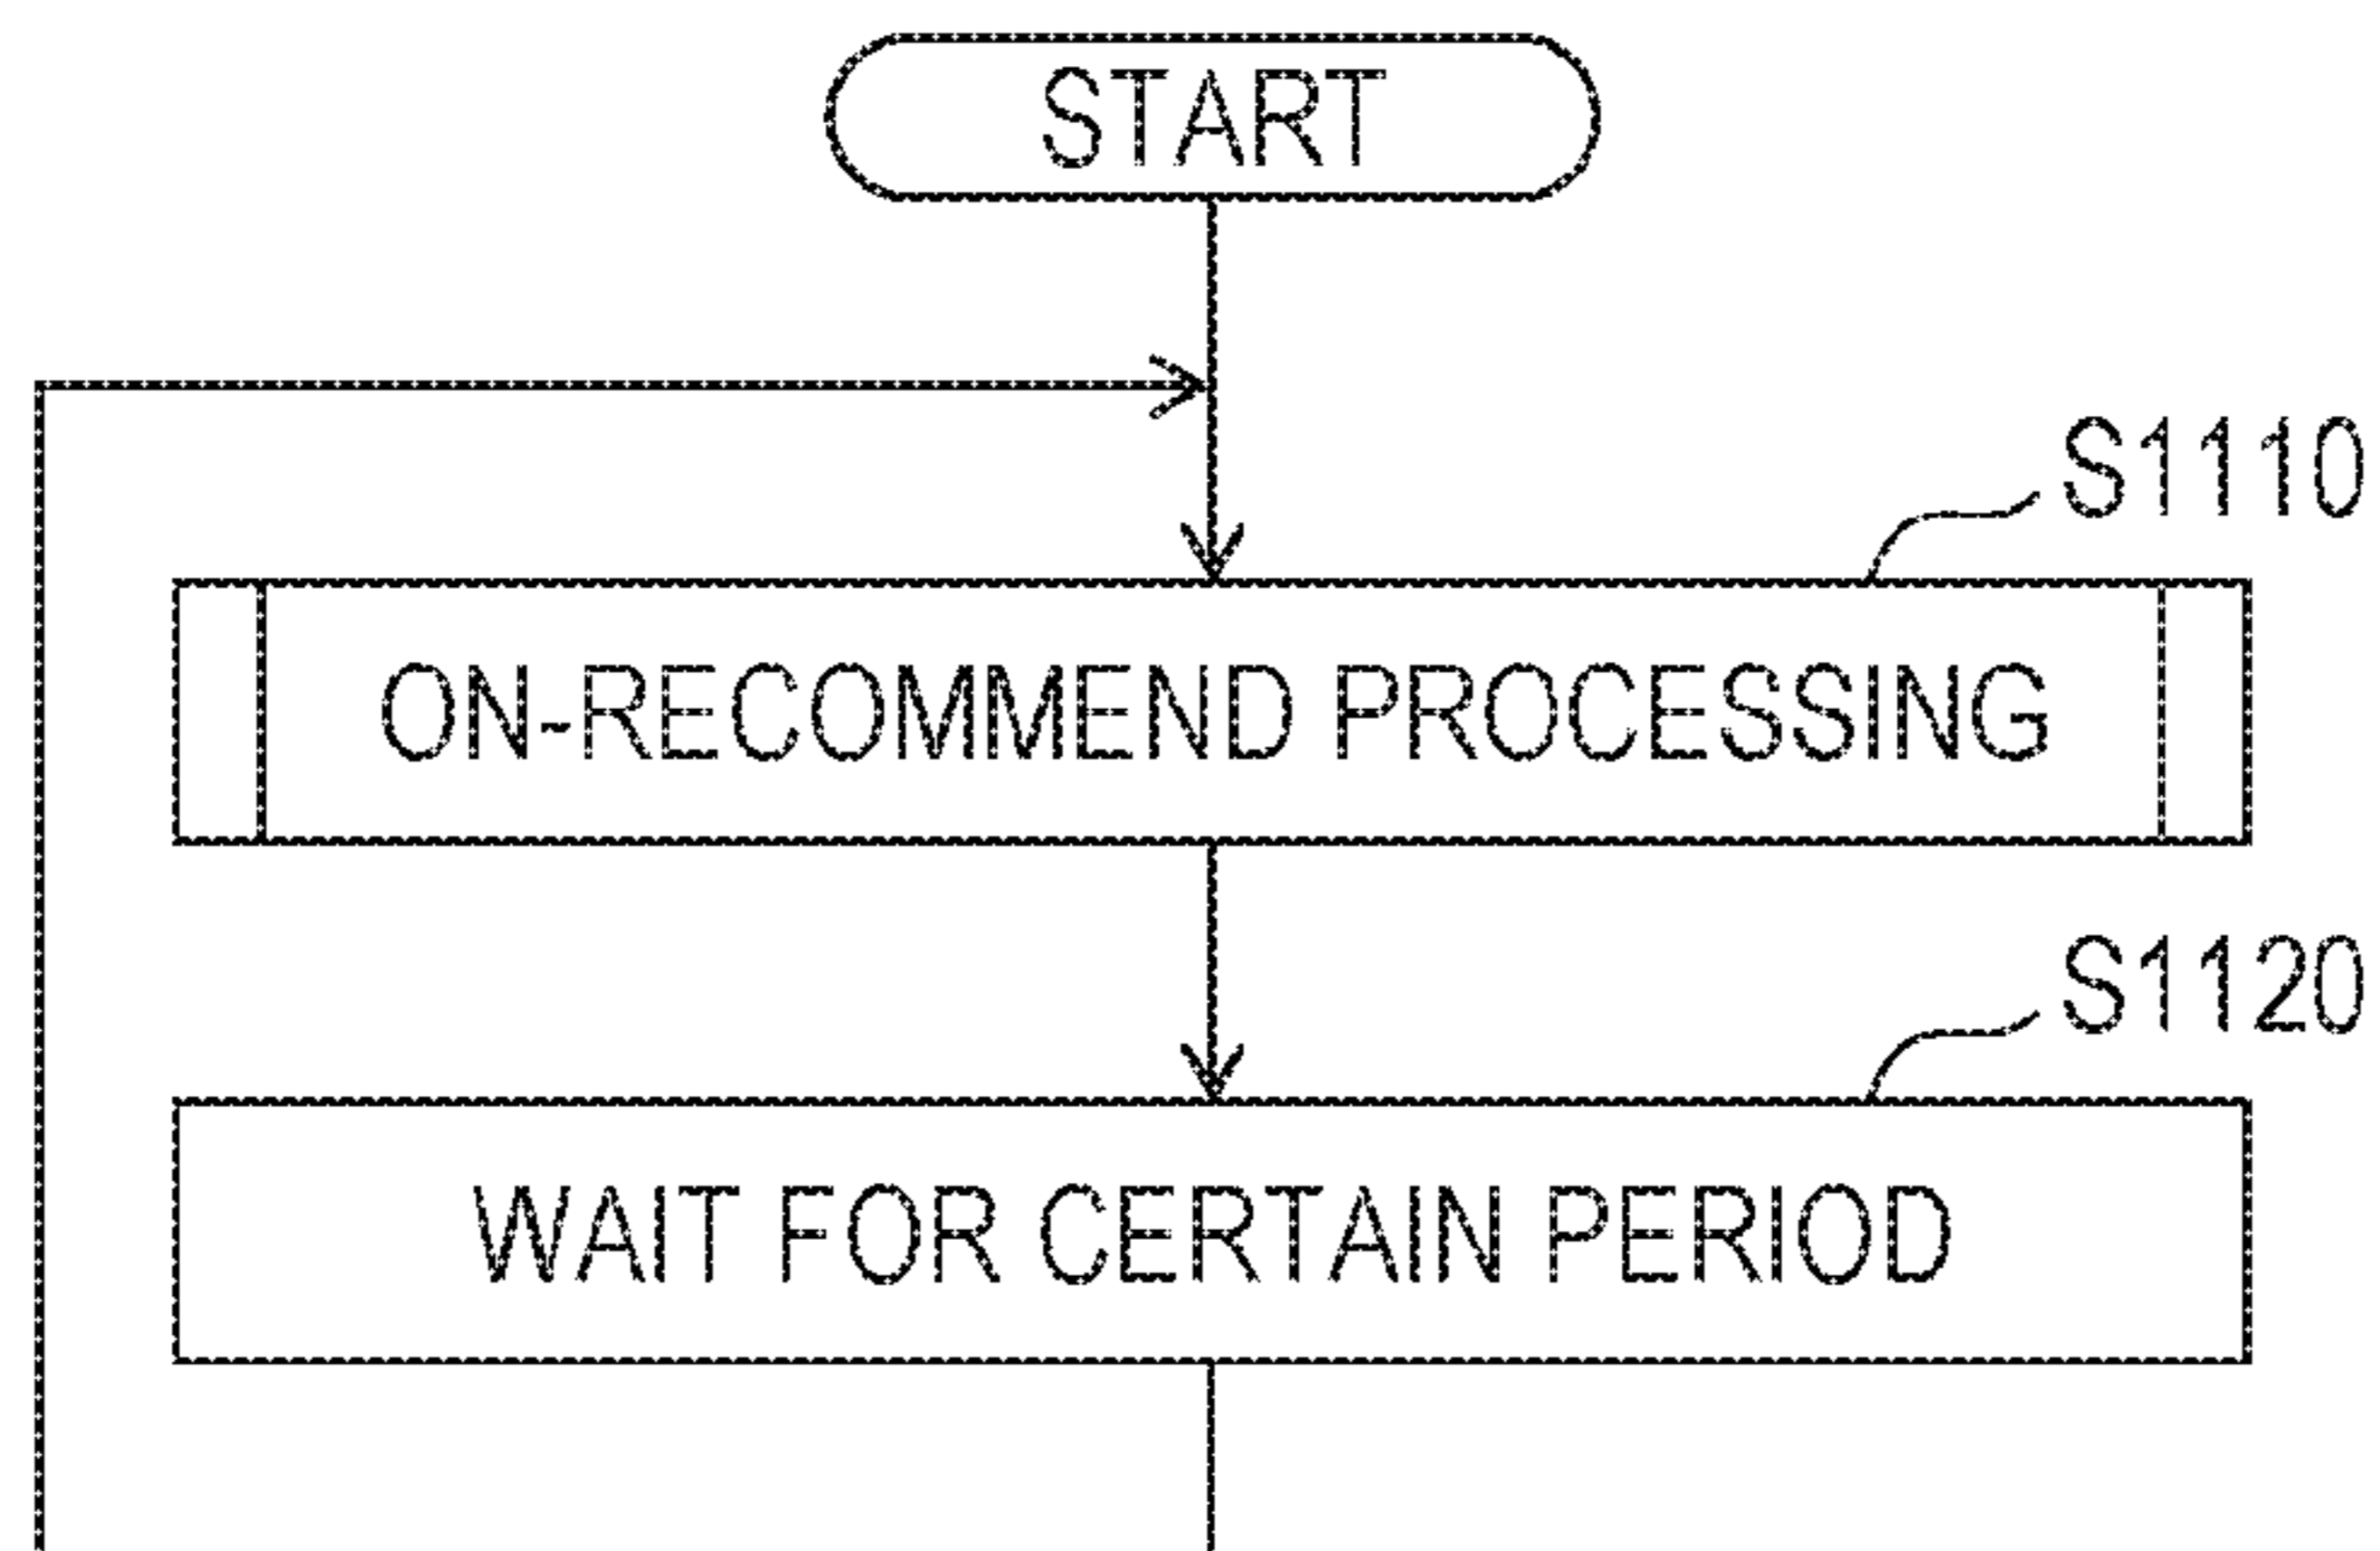 START
S1110
ON-RECOMMEND PROCESSING
S1120
WAIT FOR CERTAIN PERIOD